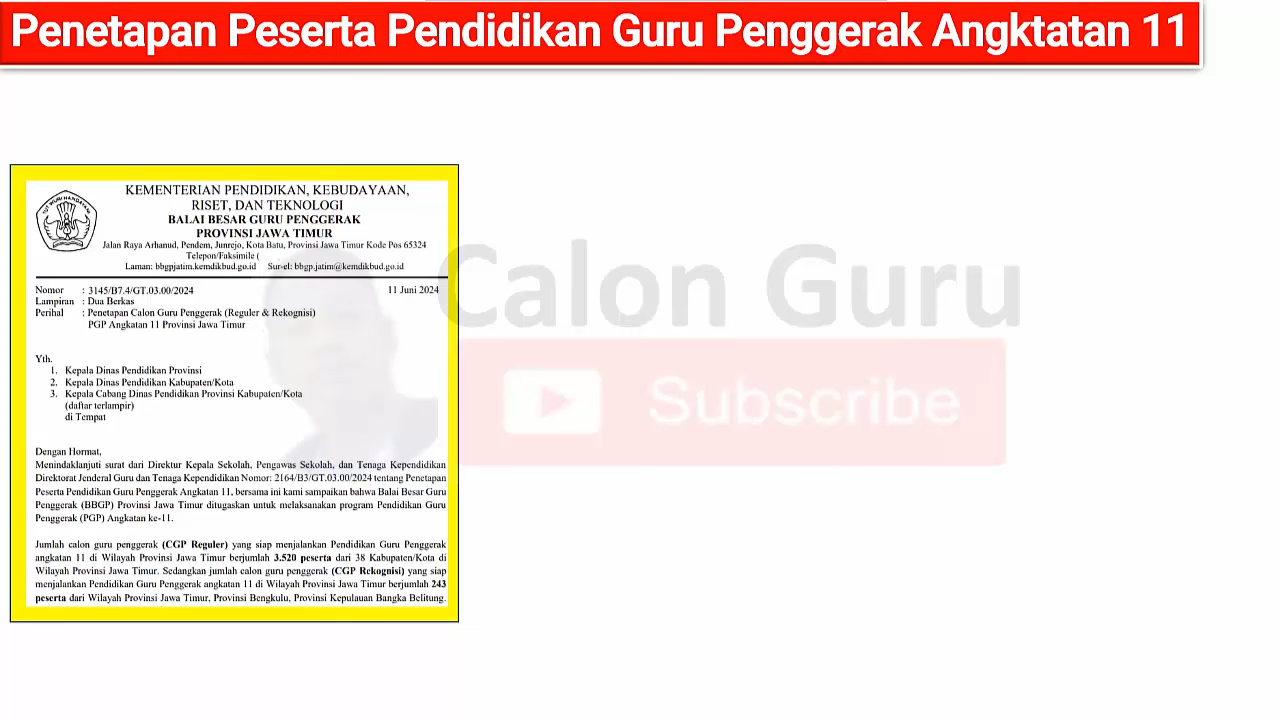 Penetapan Peserta Pendidikan Guru Penggerak Angktatan 11
KEMENTERIAN PENDIDIKAN, KEBUDAYAAN,
RISET, DAN TEKNOLOGI
BALAI BESAR GURU PENGGERAK
PROVINSI JAWA TIMUR
Jalan Raya Arhanud, Pendem, Junrejo, Kota Batu, Provinsi Jawa Timur Kode Pos 65324
Telepon/Faksimile (
Laman: bbgpjatim.kemdikbud.go.id Sur-el: bbgp.jatim@kemdikbud.go.id
Nomor : 3145/B7.4/GT.03.00/2024 11 Juni 2024
Lampiran : Dua Berkas
Perihal : Penetapan Calon Guru Penggerak (Reguler & Rekognisi)
PGP Angkatan 11 Provinsi Jawa Timur
Yth.
1. Kepala Dinas Pendidikan Provinsi
2. Kepala Dinas Pendidikan Kabupaten/Kota
3. Kepala Cabang Dinas Pendidikan Provinsi Kabupaten/Kota
(daftar terlampir)
di Tempat
Dengan Hormat,
Menindaklanjuti surat dari Direktur Kepala Sekolah, Pengawas Sekolah, dan Tenaga Kependidikan
Direktorat Jenderal Guru dan Tenaga Kependidikan Nomor: 2164/B3/GT.03.00/2024 tentang Penetapan
Peserta Pendidikan Guru Penggerak Angkatan 11, bersama ini kami sampaikan bahwa Balai Besar Guru
Penggerak (BBGP) Provinsi Jawa Timur ditugaskan untuk melaksanakan program Pendidikan Guru
Penggerak (PGP) Angkatan ke-11.
Jumlah calon guru penggerak (CGP Reguler) yang siap menjalankan Pendidikan Guru Penggerak
angkatan 11 di Wilayah Provinsi Jawa Timur berjumlah 3.520 peserta dari 38 Kabupaten/Kota di
Wilayah Provinsi Jawa Timur. Sedangkan jumlah calon guru penggerak (CGP Rekognisi) yang siap
menjalankan Pendidikan Guru Penggerak angkatan 11 di Wilayah Provinsi Jawa Timur berjumlah 243
peserta dari Wilayah Provinsi Jawa Timur, Provinsi Bengkulu, Provinsi Kepulauan Bangka Belitung.
Calon Guru
Subscribe